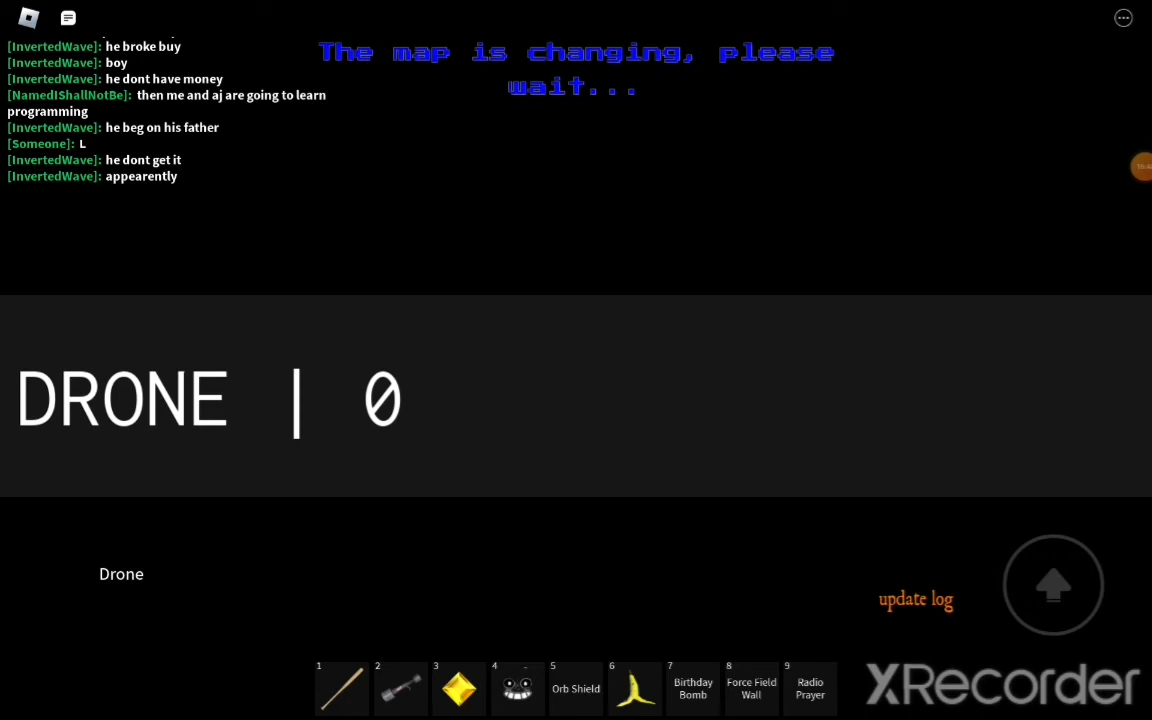 [InvertedWave]: he broke buy
[InvertedWave]: boy
[InvertedWave]: he dont have money
[NamedIShallNotBe]: then me and aj are going to learn
programming
[InvertedWave]: he beg on his father
[Someone]: L
[InvertedWave]: he dont get it
[InvertedWave]: appearently
The map is changing, please
wait...
DRONE | 0
Drone
update log
1 2 3 4 5 6 7 8 9
Orb Shield
Birthday
Bomb
Force Field
Wall
Radio
Prayer
XRecorder